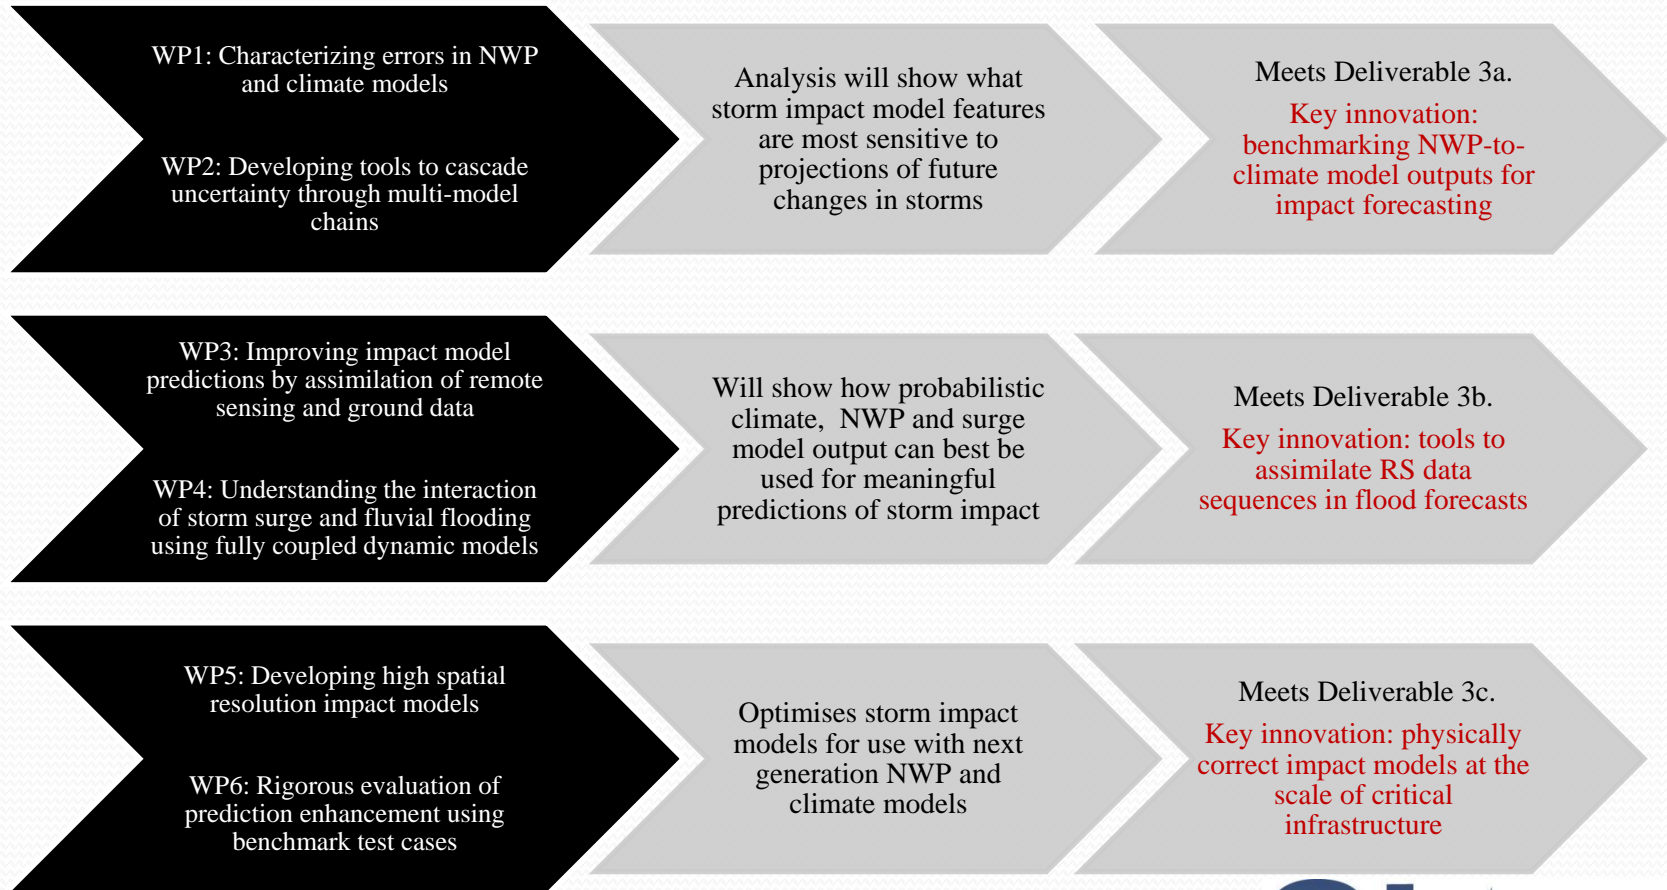 WP1: Characterizing errors in NWP
and climate models
WP2: Developing tools to cascade
uncertainty through multi-model
chains
Analysis will show what
storm impact model features
are most sensitive to
projections of future
changes in storms
Meets Deliverable 3a.
Key innovation:
benchmarking NWP-to-
climate model outputs for
impact forecasting
WP3: Improving impact model
predictions by assimilation of remote
sensing and ground data
WP4: Understanding the interaction
of storm surge and fluvial flooding
using fully coupled dynamic models
Will show how probabilistic
climate, NWP and surge
model output can best be
used for meaningful
predictions of storm impact
Meets Deliverable 3b.
Key innovation: tools to
assimilate RS data
sequences in flood forecasts
WP5: Developing high spatial
resolution impact models
WP6: Rigorous evaluation of
prediction enhancement using
benchmark test cases
Optimises storm impact
models for use with next
generation NWP and
climate models
Meets Deliverable 3c.
Key innovation: physically
correct impact models at the
scale of critical
infrastructure